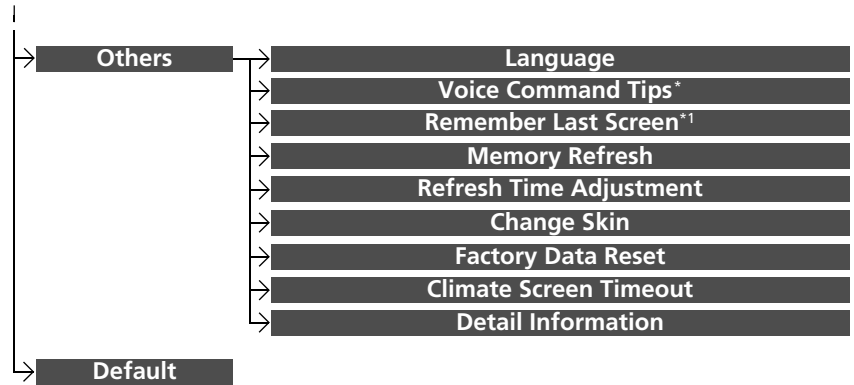 Others
Language
Voice Command Tips*
Remember Last Screen*1
Memory Refresh
Refresh Time Adjustment
Change Skin
Factory Data Reset
Climate Screen Timeout
Detail Information
Default